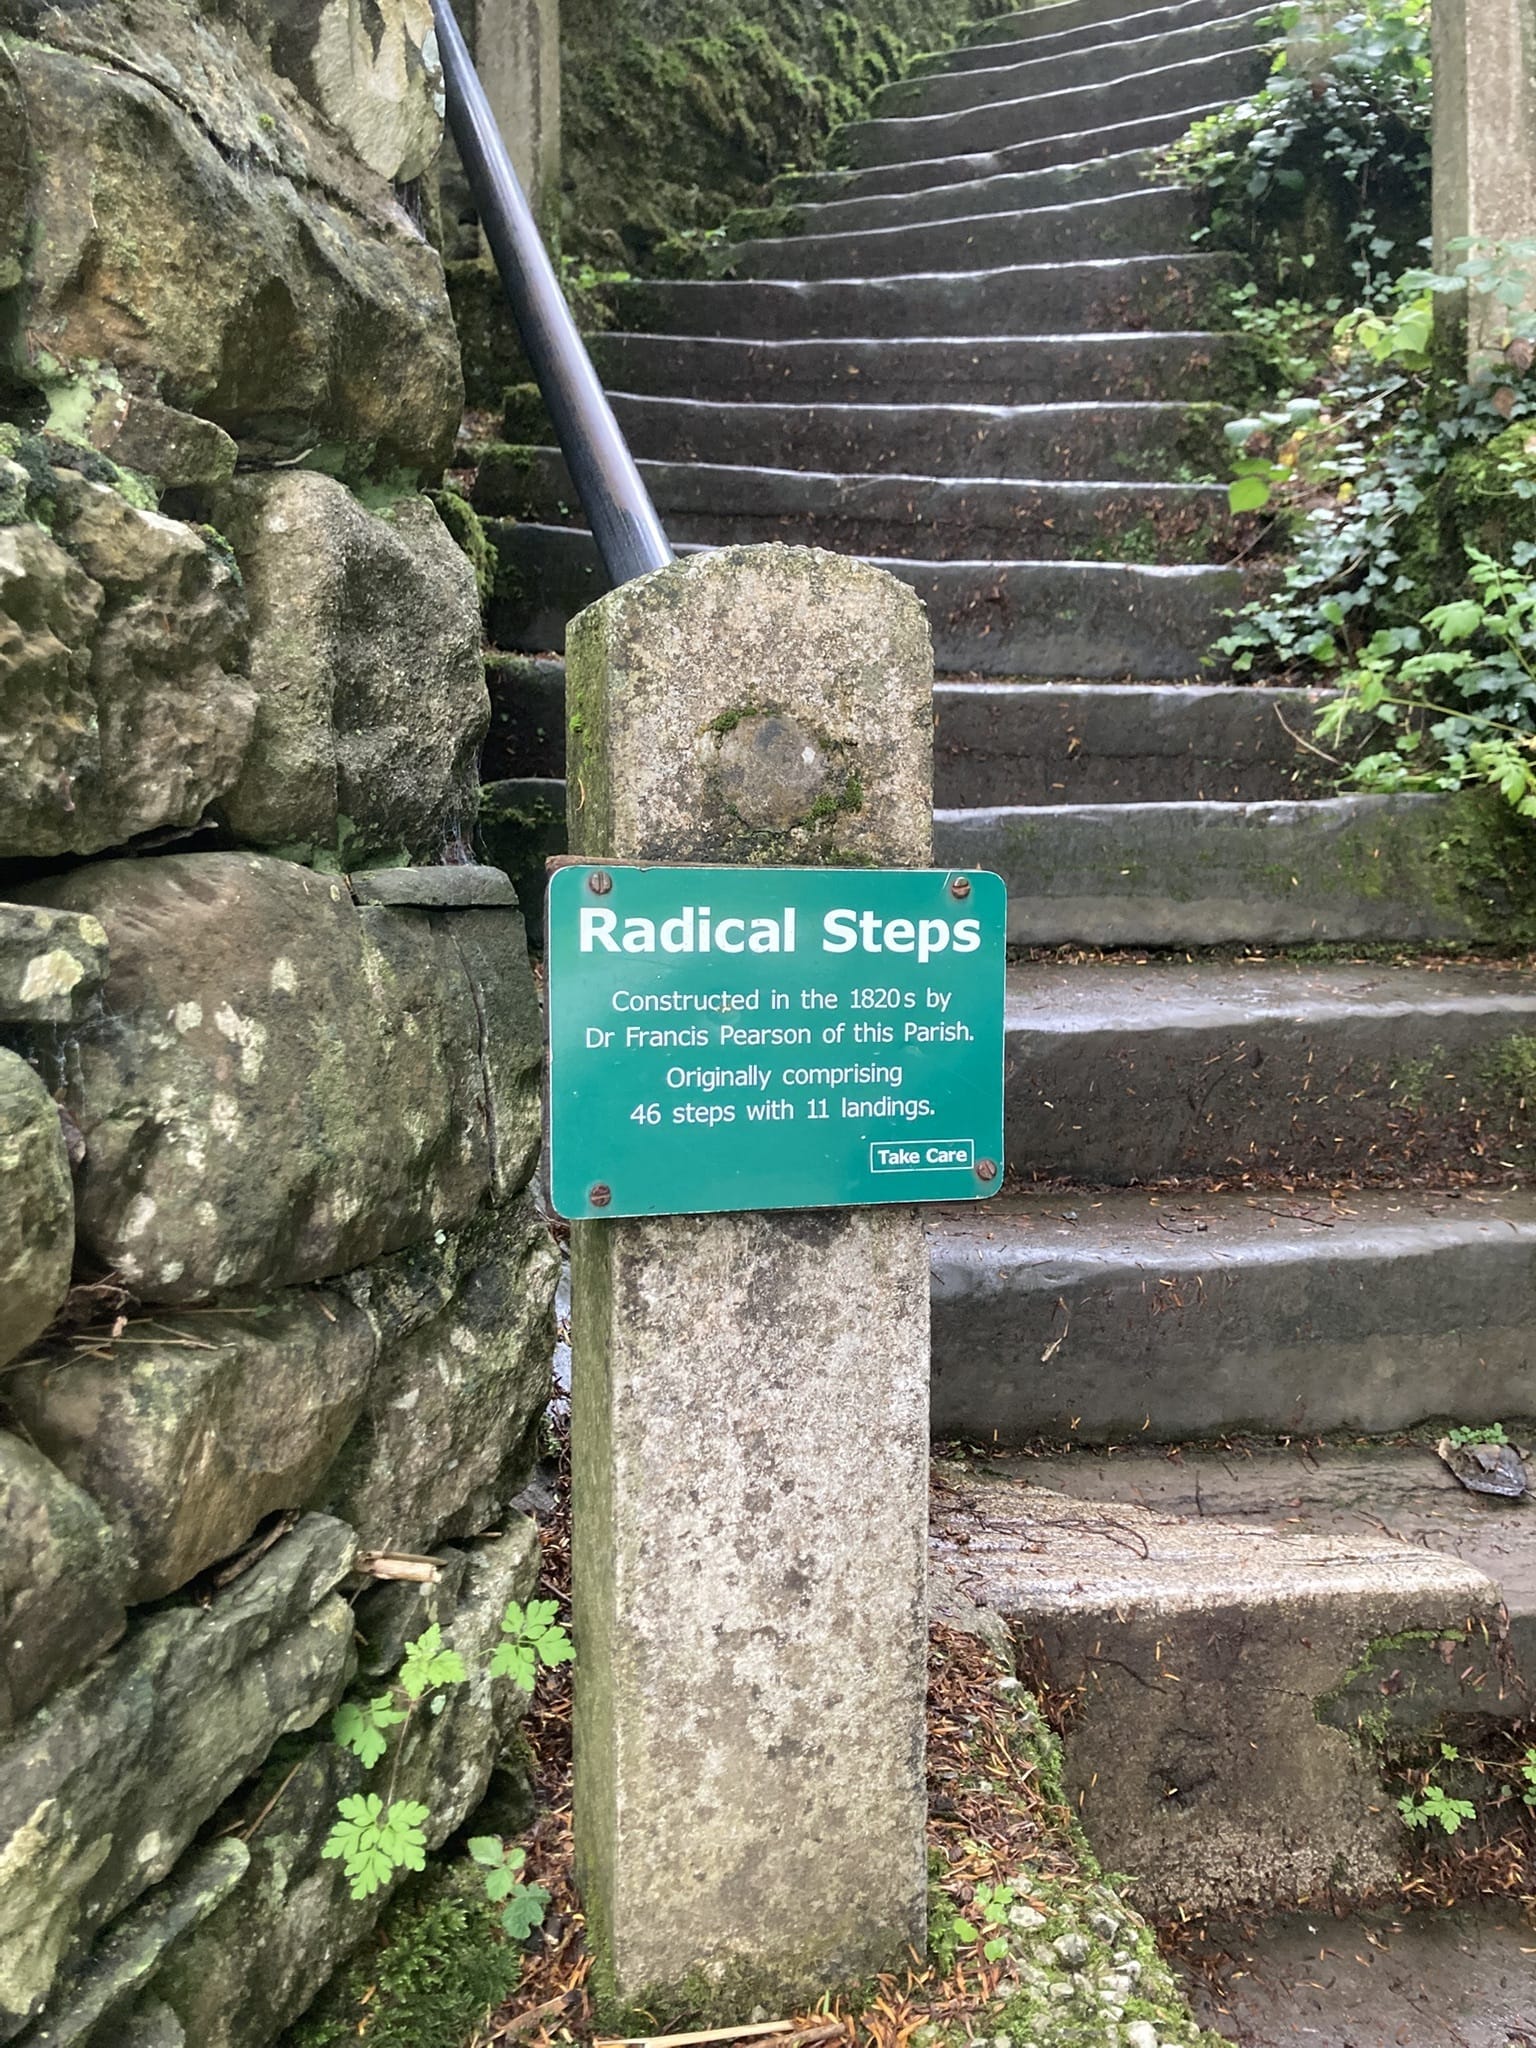 Radical Steps
Constructed in the 1820s by
Dr Francis Pearson of this Parish.
Originally comprising
46 steps with 11 landings.
Take Care